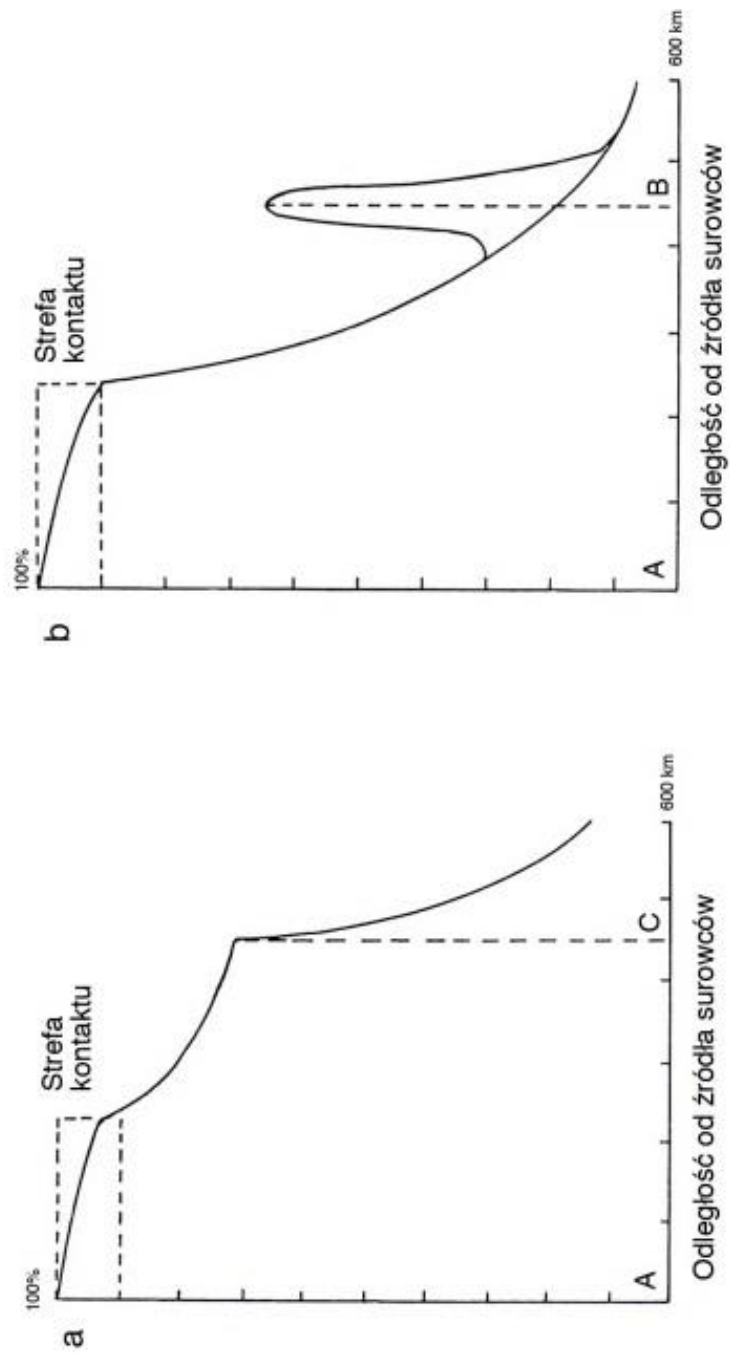 a
100%
Strefa
kontaktu
A
C
600 km
Odległość od źródła surowców
b
100%
Strefa
kontaktu
A
B
600 km
Odległość od źródła surowców